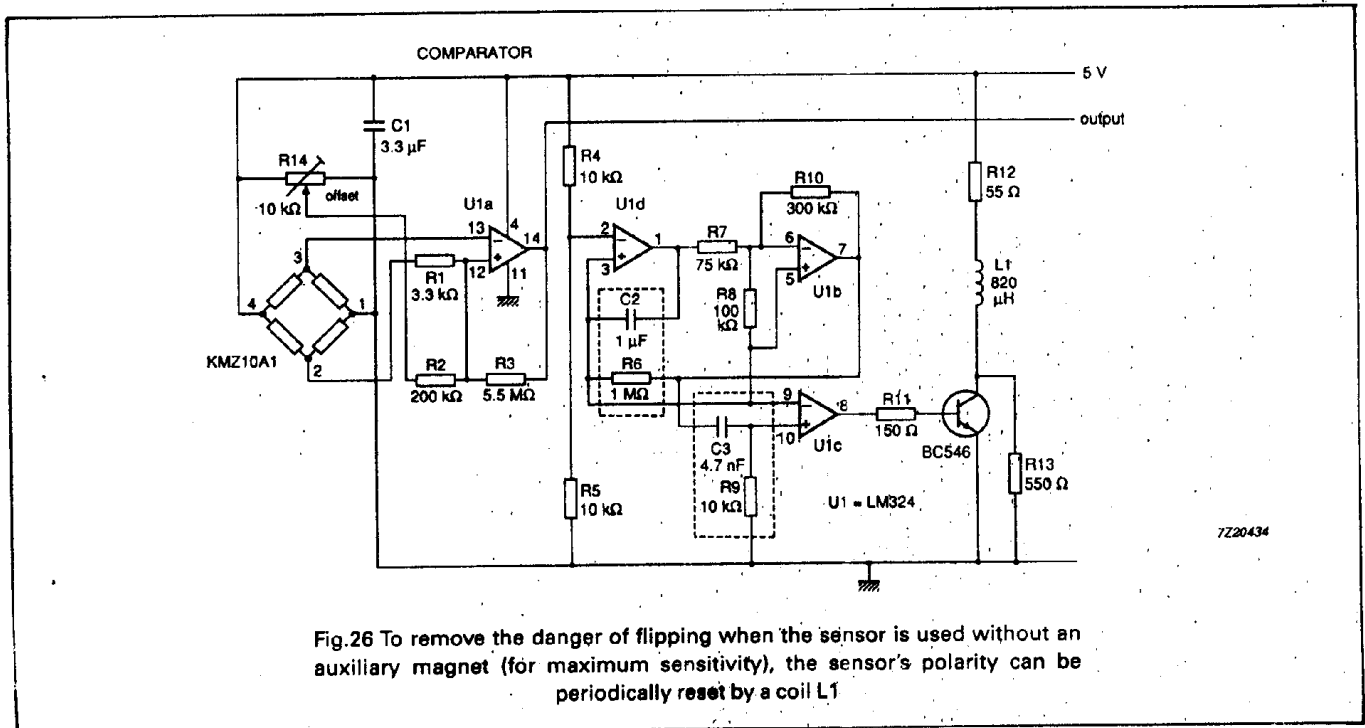 COMPARATOR
5 V
output
C1
3.3 µF
R14
offset
10 kΩ
U1a
13
4
14
12
11
3
4
1
2
KMZ10A1
R1
3.3 kΩ
R2
200 kΩ
R3
5.5 MΩ
R4
10 kΩ
U1d
2
1
3
R7
75 kΩ
R10
300 kΩ
6
7
5
U1b
R8
100
kΩ
C2
1 µF
R6
1 MΩ
9
8
10
U1c
C3
4.7 nF
R9
10 kΩ
R5
10 kΩ
R11
150 Ω
U1 = LM324
R12
55 Ω
L1
820
µH
BC546
R13
550 Ω
7Z20434
Fig.26 To remove the danger of flipping when the sensor is used without an
auxiliary magnet (for maximum sensitivity), the sensor's polarity can be
periodically reset by a coil L1